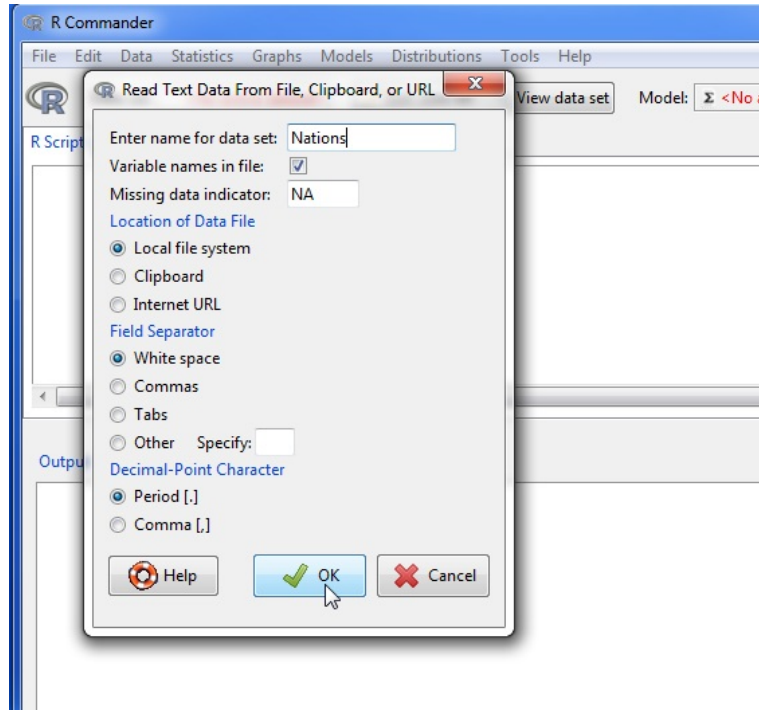 R Commander
File Edit Data Statistics Graphs Models Distributions Tools Help
Read Text Data From File, Clipboard, or URL
View data set Model: Σ <No
R Script
Enter name for data set: Nations
Variable names in file:
Missing data indicator: NA
Location of Data File
Local file system
Clipboard
Internet URL
Field Separator
White space
Commas
Tabs
Other Specify:
Outpu
Decimal-Point Character
Period [.]
Comma [,]
Help OK Cancel